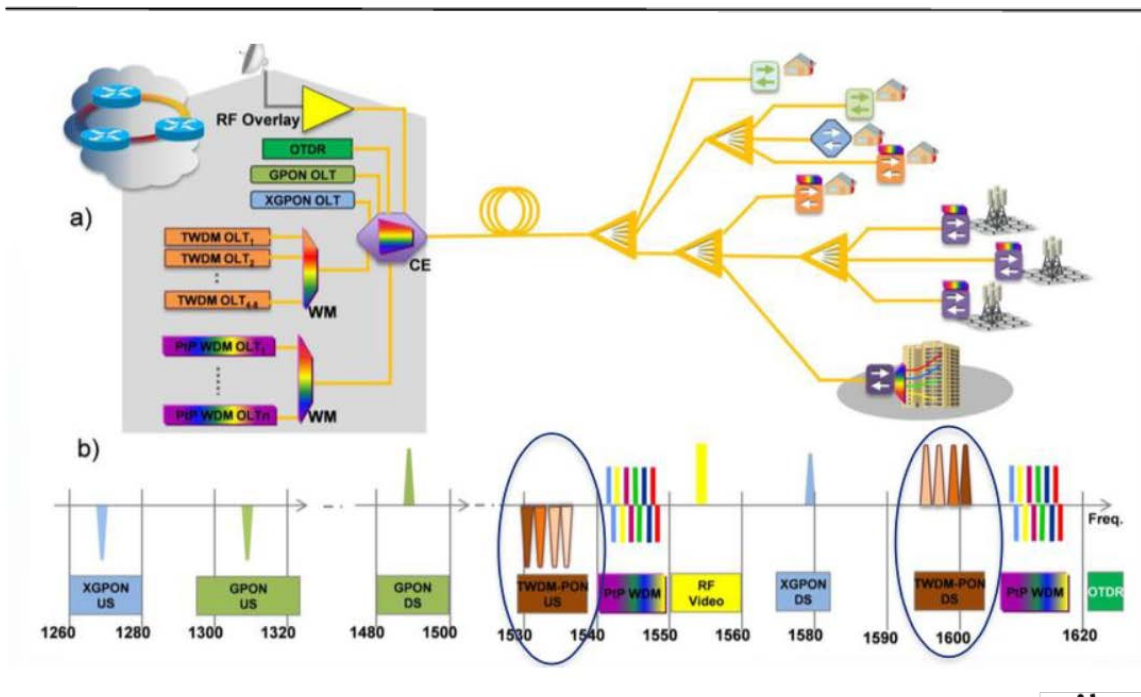 RF Overlay
OTDR
GPON OLT
XGPON OLT
a)
TWDM OLT1
TWDM OLT2
TWDM OLT4-8
WM
CE
PtP WDM OLT1
PtP WDM OLTn
WM
b)
Freq.
XGPON
US
GPON
US
GPON
DS
TWDM-PON
US
PtP WDM
RF
Video
XGPON
DS
TWDM-PON
DS
PtP WDM
OTDR
1260 1280 1300 1320 1480 1500 1530 1540 1550 1560 1580 1590 1600 1620